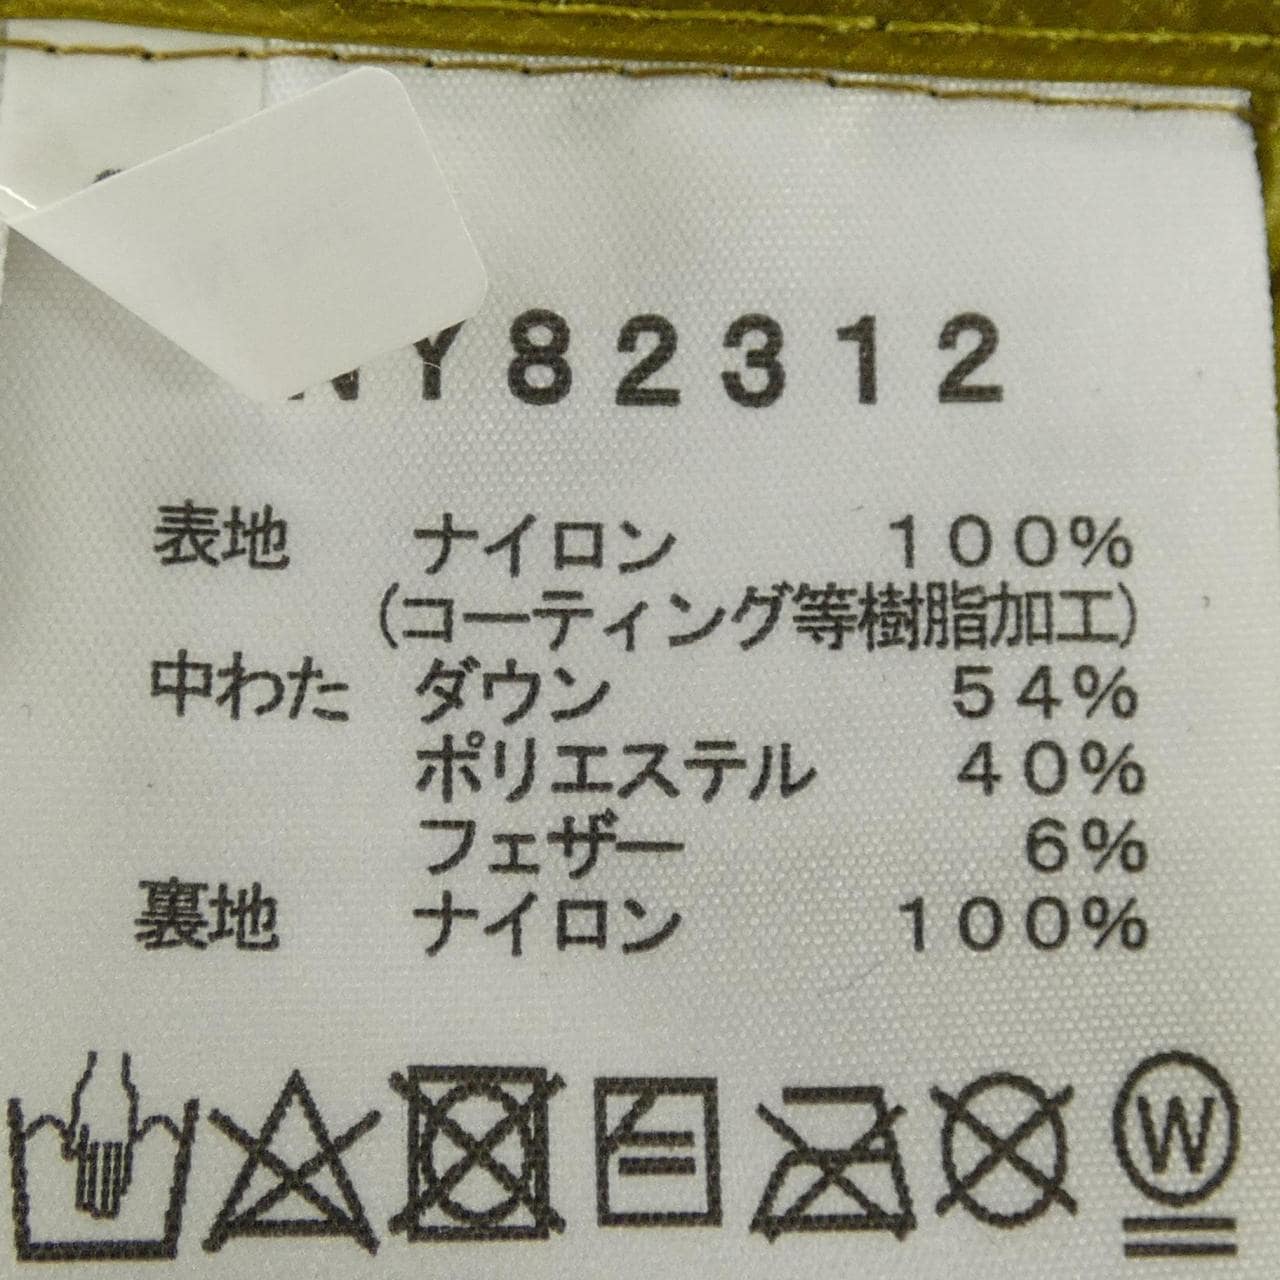 Y82312
表地 ナイロン 100%
(コーティング等樹脂加工)
中わた ダウン 54%
ポリエステル 40%
フェザー 6%
裏地 ナイロン 100%
W